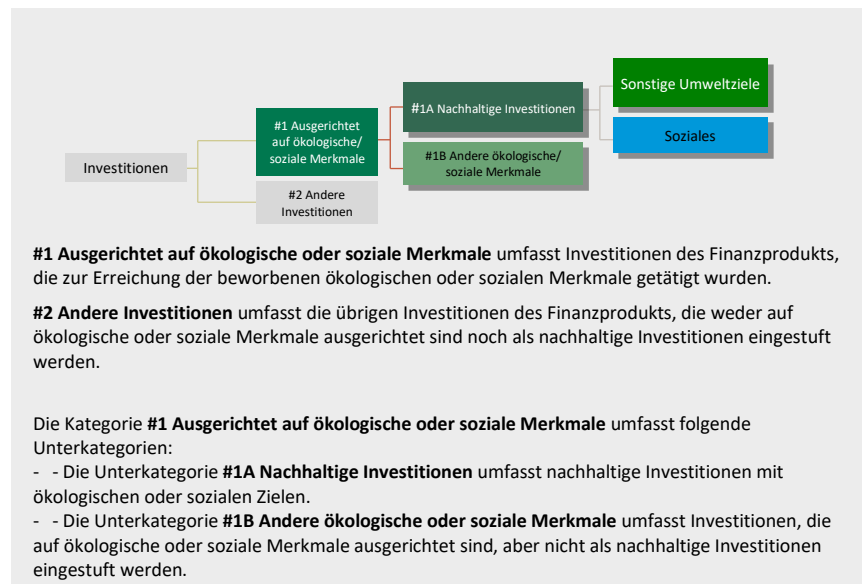 Sonstige Umweltziele
#1A Nachhaltige Investitionen
#1 Ausgerichtet
auf ökologische/
soziale Merkmale
Soziales
#1B Andere ökologische/
soziale Merkmale
Investitionen
#2 Andere
Investitionen
#1 Ausgerichtet auf ökologische oder soziale Merkmale umfasst Investitionen des Finanzprodukts,
die zur Erreichung der beworbenen ökologischen oder sozialen Merkmale getätigt wurden.
#2 Andere Investitionen umfasst die übrigen Investitionen des Finanzprodukts, die weder auf
ökologische oder soziale Merkmale ausgerichtet sind noch als nachhaltige Investitionen eingestuft
werden.
Die Kategorie #1 Ausgerichtet auf ökologische oder soziale Merkmale umfasst folgende
Unterkategorien:
- - Die Unterkategorie #1A Nachhaltige Investitionen umfasst nachhaltige Investitionen mit
ökologischen oder sozialen Zielen.
- - Die Unterkategorie #1B Andere ökologische oder soziale Merkmale umfasst Investitionen, die
auf ökologische oder soziale Merkmale ausgerichtet sind, aber nicht als nachhaltige Investitionen
eingestuft werden.